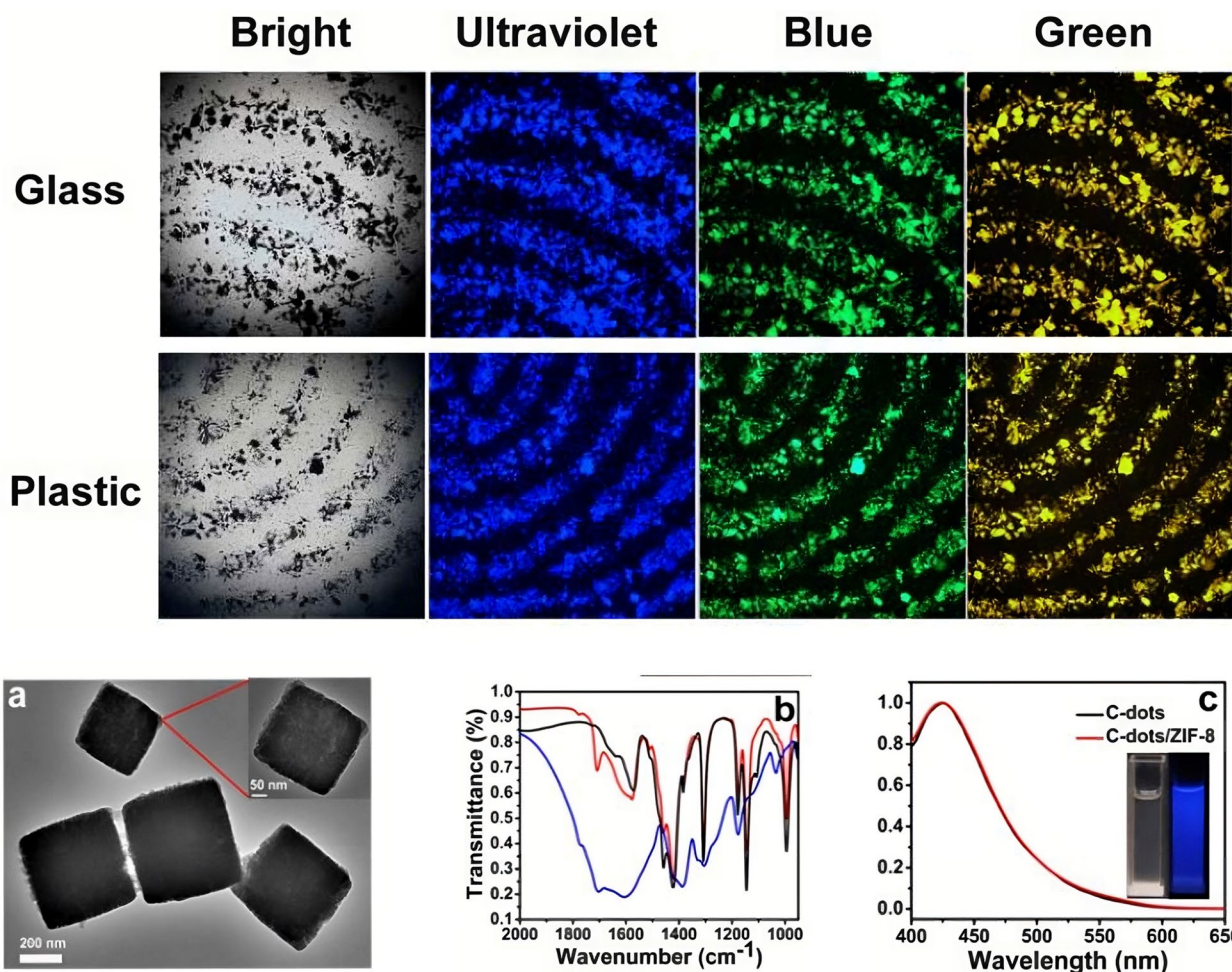 Bright Ultraviolet Blue Green
Glass
Plastic
a
50 nm
200 nm
b
Transmittance (%)
1.0
0.9
0.8
0.7
0.6
0.5
0.4
0.3
0.2
0.1
2000 1800 1600 1400 1200 1000
Wavenumber (cm⁻¹)
c
C-dots
C-dots/ZIF-8
1.0
0.8
0.6
0.4
0.2
0.0
400 450 500 550 600 650
Wavelength (nm)